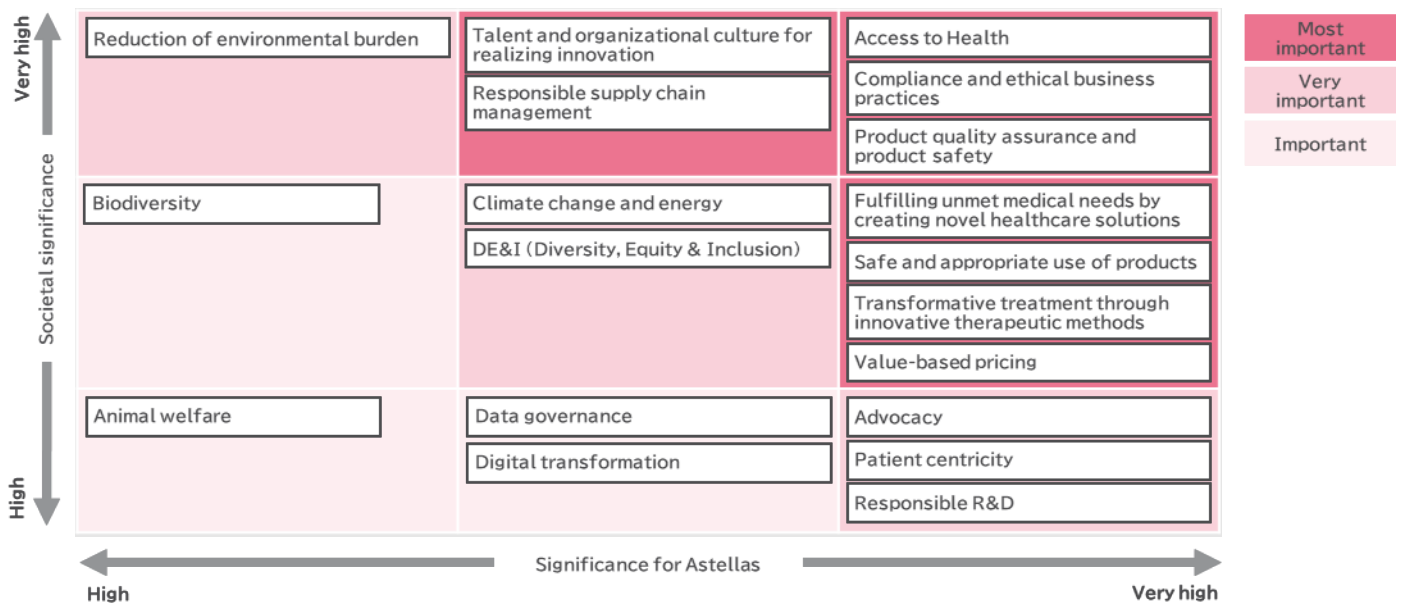 Very high
Societal significance
High
Reduction of environmental burden
Talent and organizational culture for
realizing innovation
Responsible supply chain
management
Access to Health
Compliance and ethical business
practices
Product quality assurance and
product safety
Biodiversity
Climate change and energy
DE&I (Diversity, Equity & Inclusion)
Fulfilling unmet medical needs by
creating novel healthcare solutions
Safe and appropriate use of products
Transformative treatment through
innovative therapeutic methods
Value-based pricing
Animal welfare
Data governance
Digital transformation
Advocacy
Patient centricity
Responsible R&D
Significance for Astellas
High
Very high
Most
important
Very
important
Important